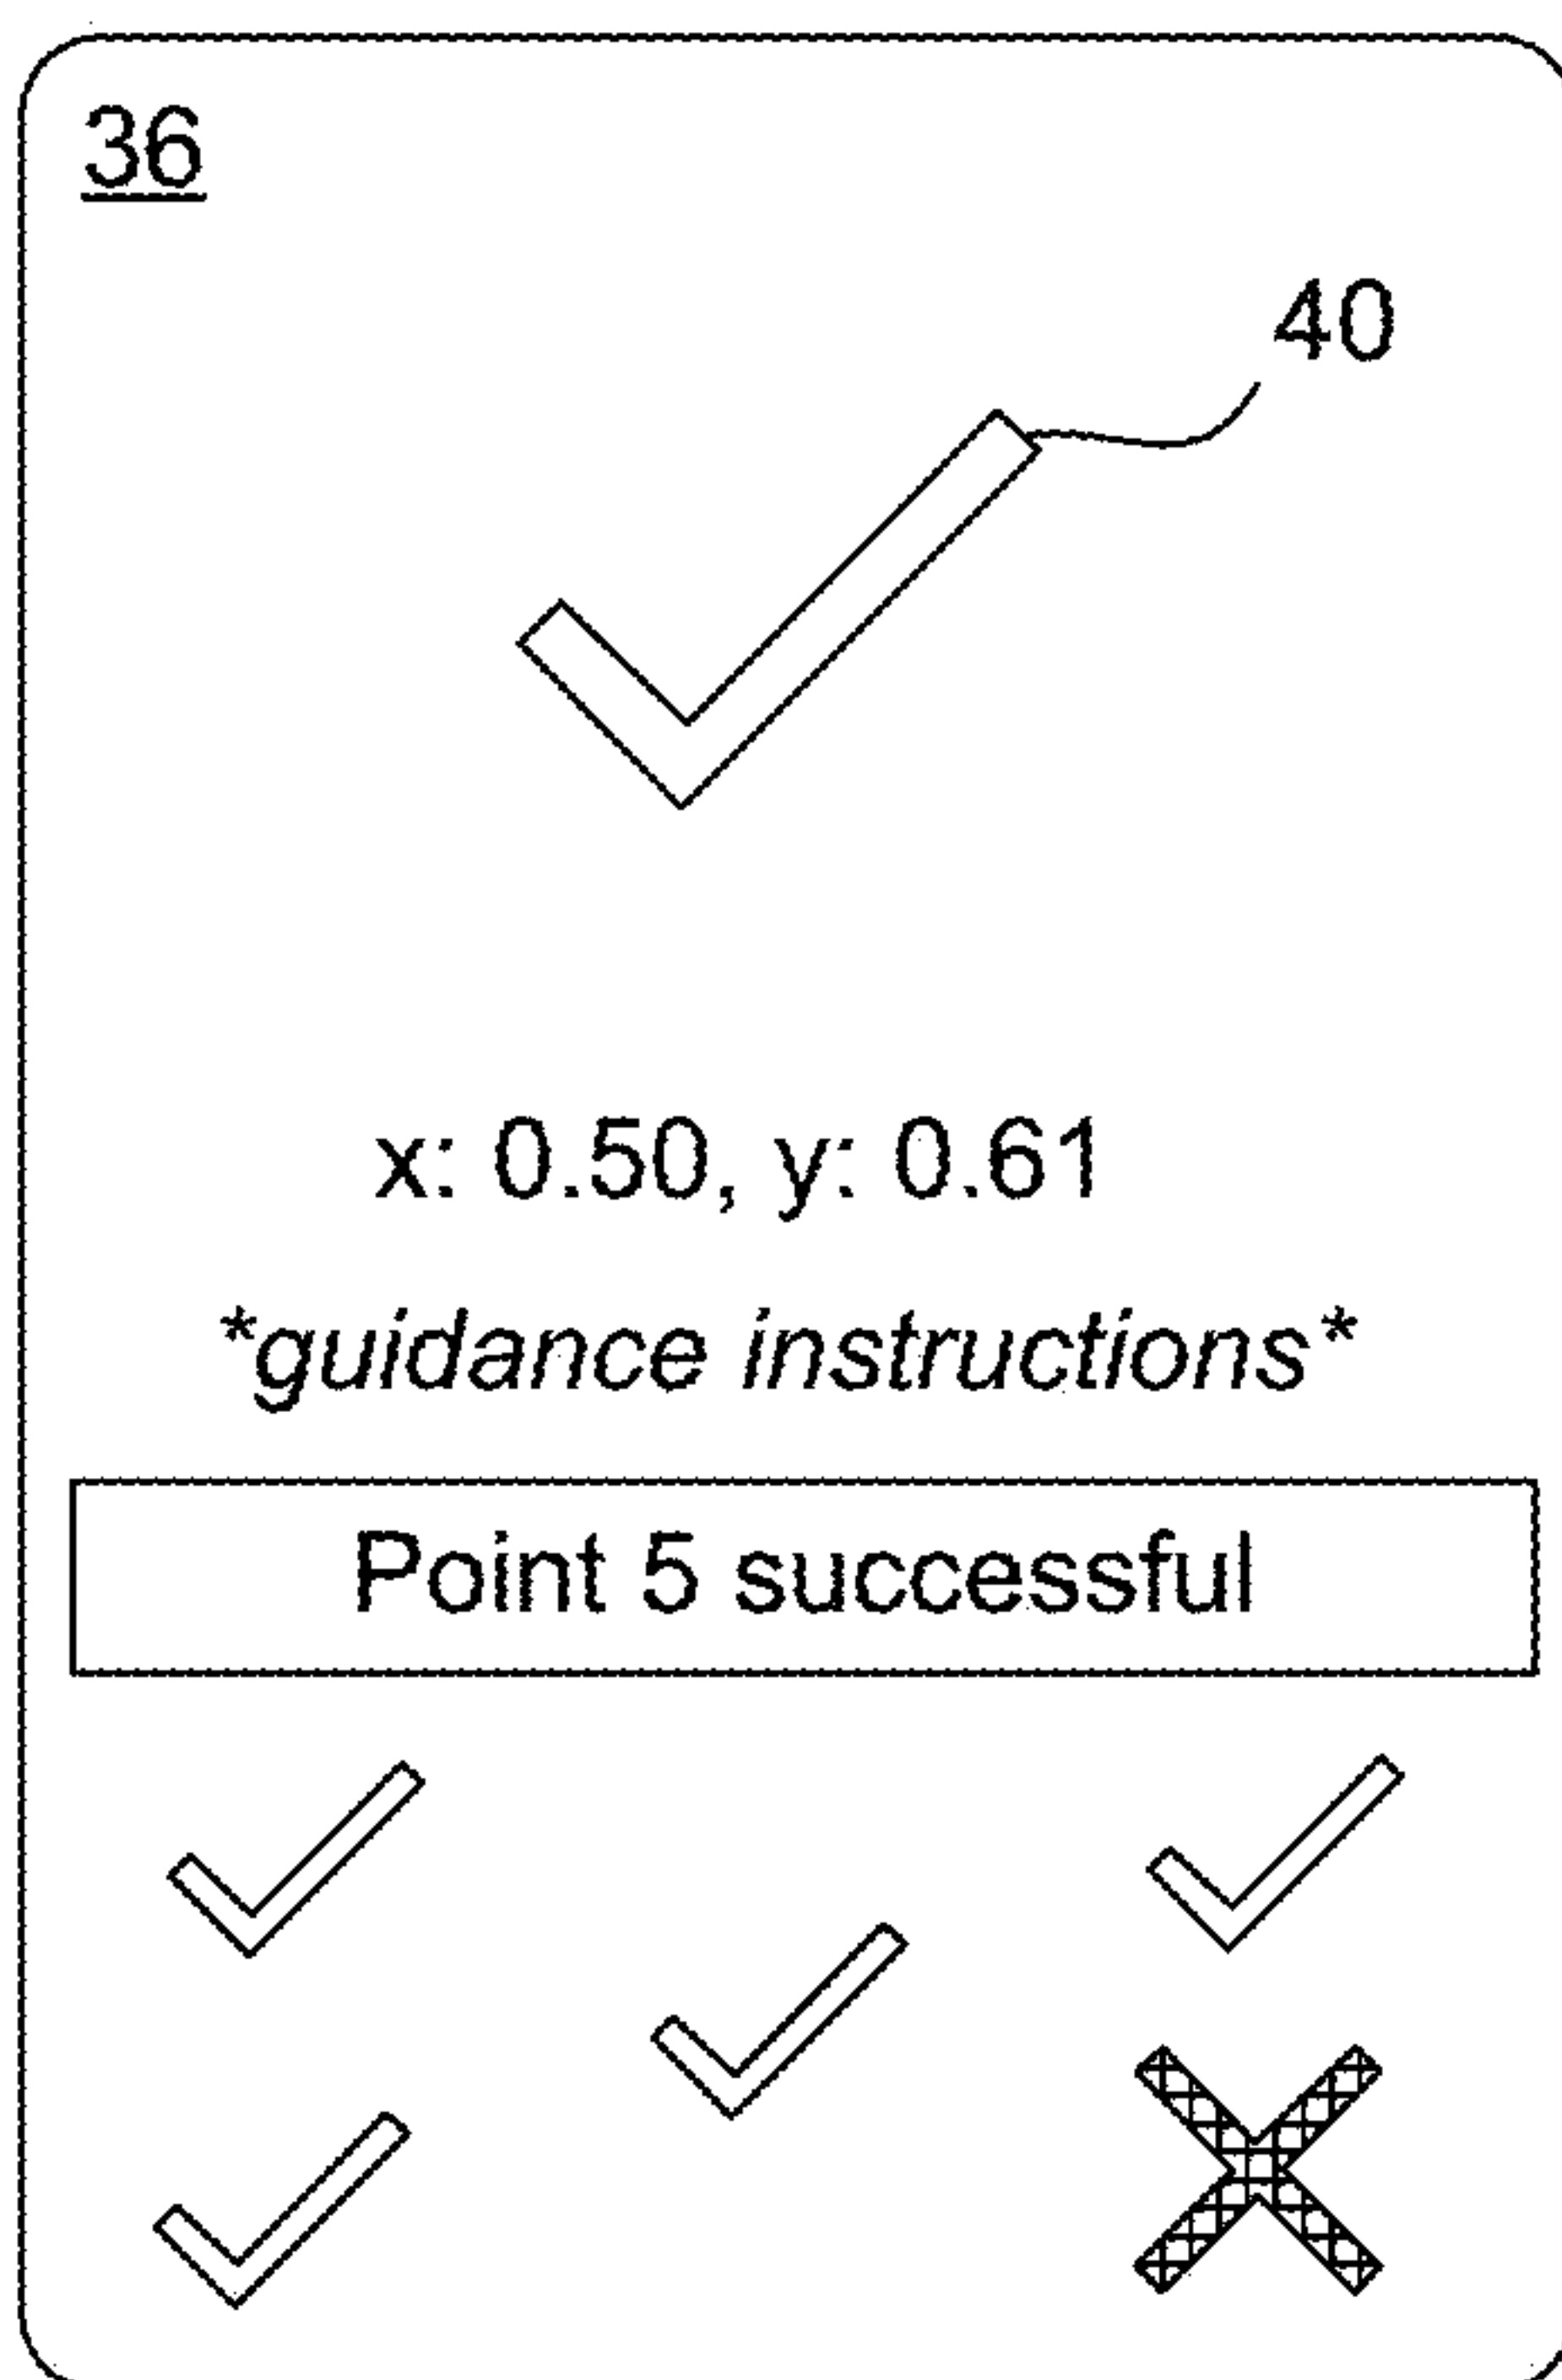 36
40
x: 0.50, y: 0.61
*guidance instructions*
Point 5 successful